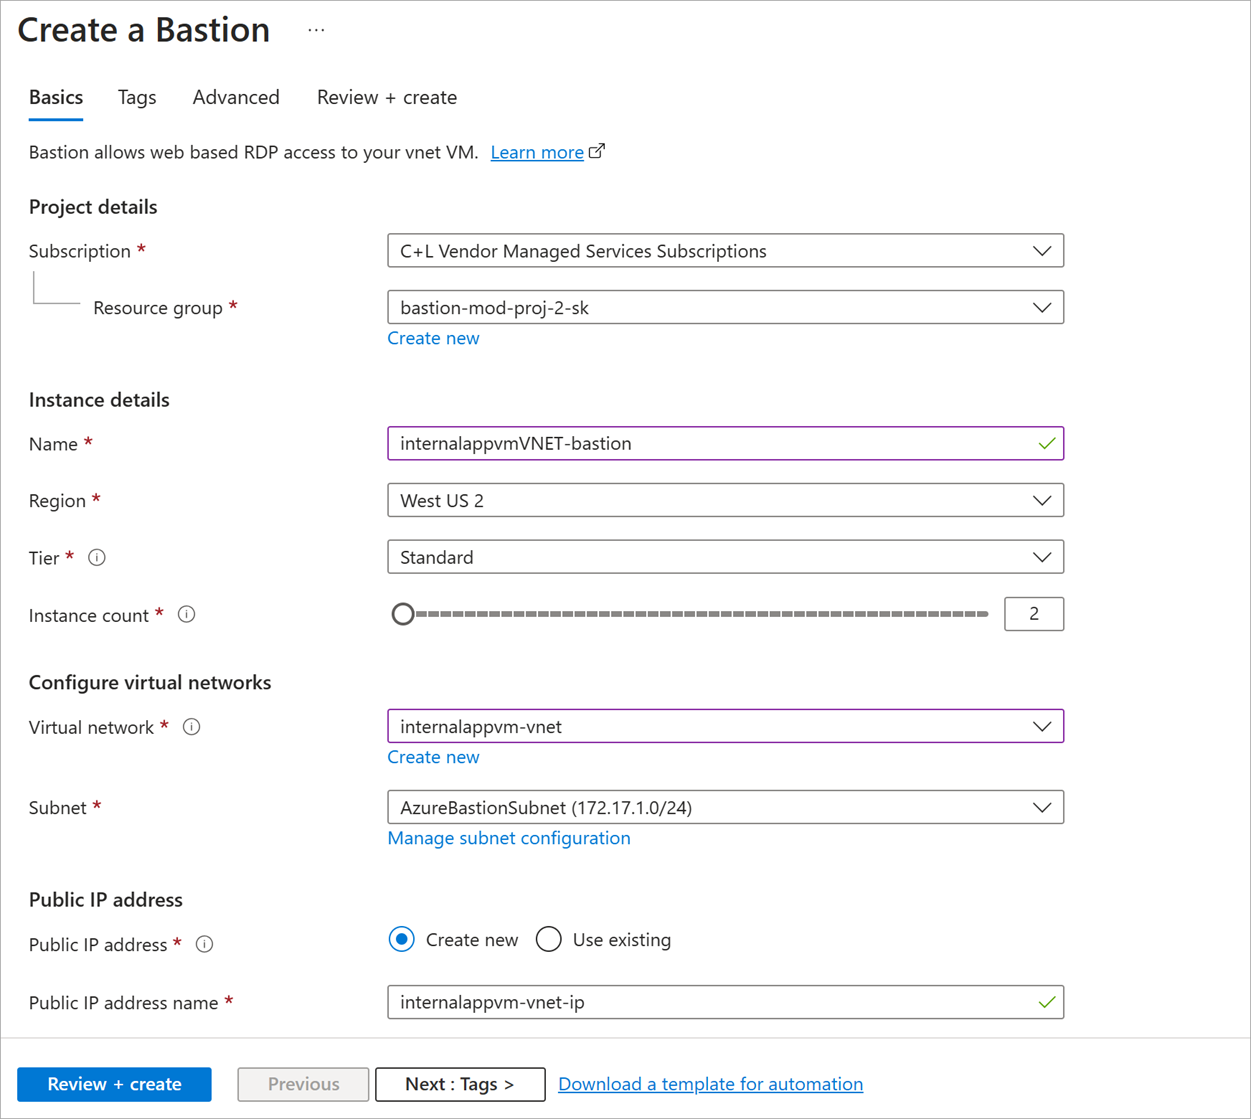 Create a Bastion ...
Basics Tags Advanced Review + create
Bastion allows web based RDP access to your vnet VM. Learn more
Project details
Subscription * C+L Vendor Managed Services Subscriptions
Resource group * bastion-mod-proj-2-sk
Create new
Instance details
Name * internalappvmVNET-bastion
Region * West US 2
Tier * Standard
Instance count * 2
Configure virtual networks
Virtual network * internalappvm-vnet
Create new
Subnet * AzureBastionSubnet (172.17.1.0/24)
Manage subnet configuration
Public IP address
Public IP address * Create new Use existing
Public IP address name * internalappvm-vnet-ip
Review + create Previous Next : Tags > Download a template for automation